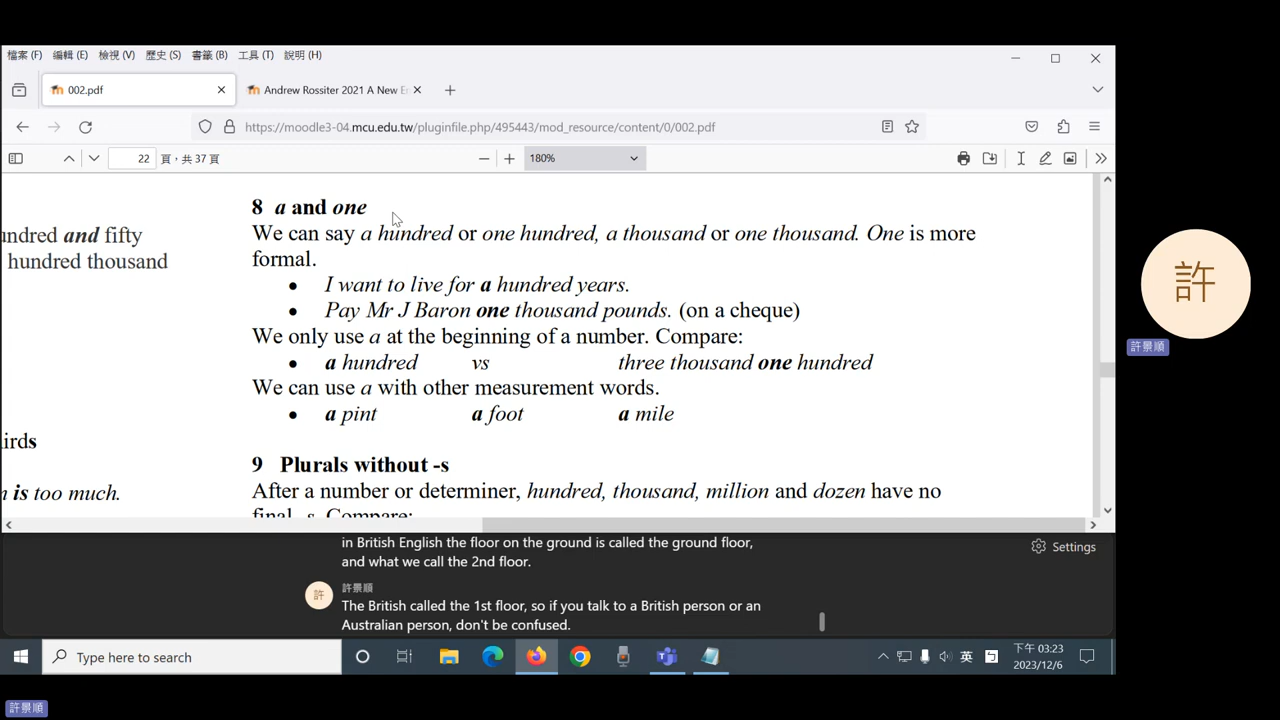 檔案 (F) 編輯 (E) 檢視 (V) 歷史 (S) 書籤 (B) 工具 (T) 說明 (H)
002.pdf
Andrew Rossiter 2021 A New E
https://moodle3-04.mcu.edu.tw/pluginfile.php/495443/mod_resource/content/0/002.pdf
22 頁，共 37 頁
180%
8 a and one
undred and fifty
hundred thousand
We can say a hundred or one hundred, a thousand or one thousand. One is more
formal.
• I want to live for a hundred years.
• Pay Mr J Baron one thousand pounds. (on a cheque)
We only use a at the beginning of a number. Compare:
• a hundred vs three thousand one hundred
We can use a with other measurement words.
• a pint a foot a mile
irds
9 Plurals without -s
n is too much.
After a number or determiner, hundred, thousand, million and dozen have no
final -s. Compare:
in British English the floor on the ground is called the ground floor,
and what we call the 2nd floor.
Settings
許景順
許
The British called the 1st floor, so if you talk to a British person or an
Australian person, don't be confused.
Type here to search
英
下午 03:23
2023/12/6
許
許景順
許景順